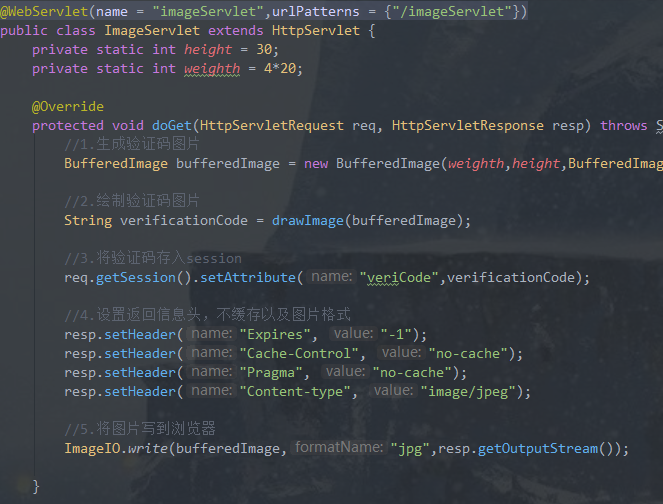 @WebServlet(name = "imageServlet",urlPatterns = {"/imageServlet"})
public class ImageServlet extends HttpServlet {
private static int height = 30;
private static int weighth = 4*20;
@Override
protected void doGet(HttpServletRequest req, HttpServletResponse resp) throws S
//1.生成验证码图片
BufferedImage bufferedImage = new BufferedImage(weighth,height,BufferedImag
//2.绘制验证码图片
String verificationCode = drawImage(bufferedImage);
//3.将验证码存入session
req.getSession().setAttribute( name: "veriCode",verificationCode);
//4.设置返回信息头，不缓存以及图片格式
resp.setHeader( name: "Expires", value: "-1");
resp.setHeader( name: "Cache-Control", value: "no-cache");
resp.setHeader( name: "Pragma", value: "no-cache");
resp.setHeader( name: "Content-type", value: "image/jpeg");
//5.将图片写到浏览器
ImageIO.write(bufferedImage, formatName: "jpg",resp.getOutputStream());
}